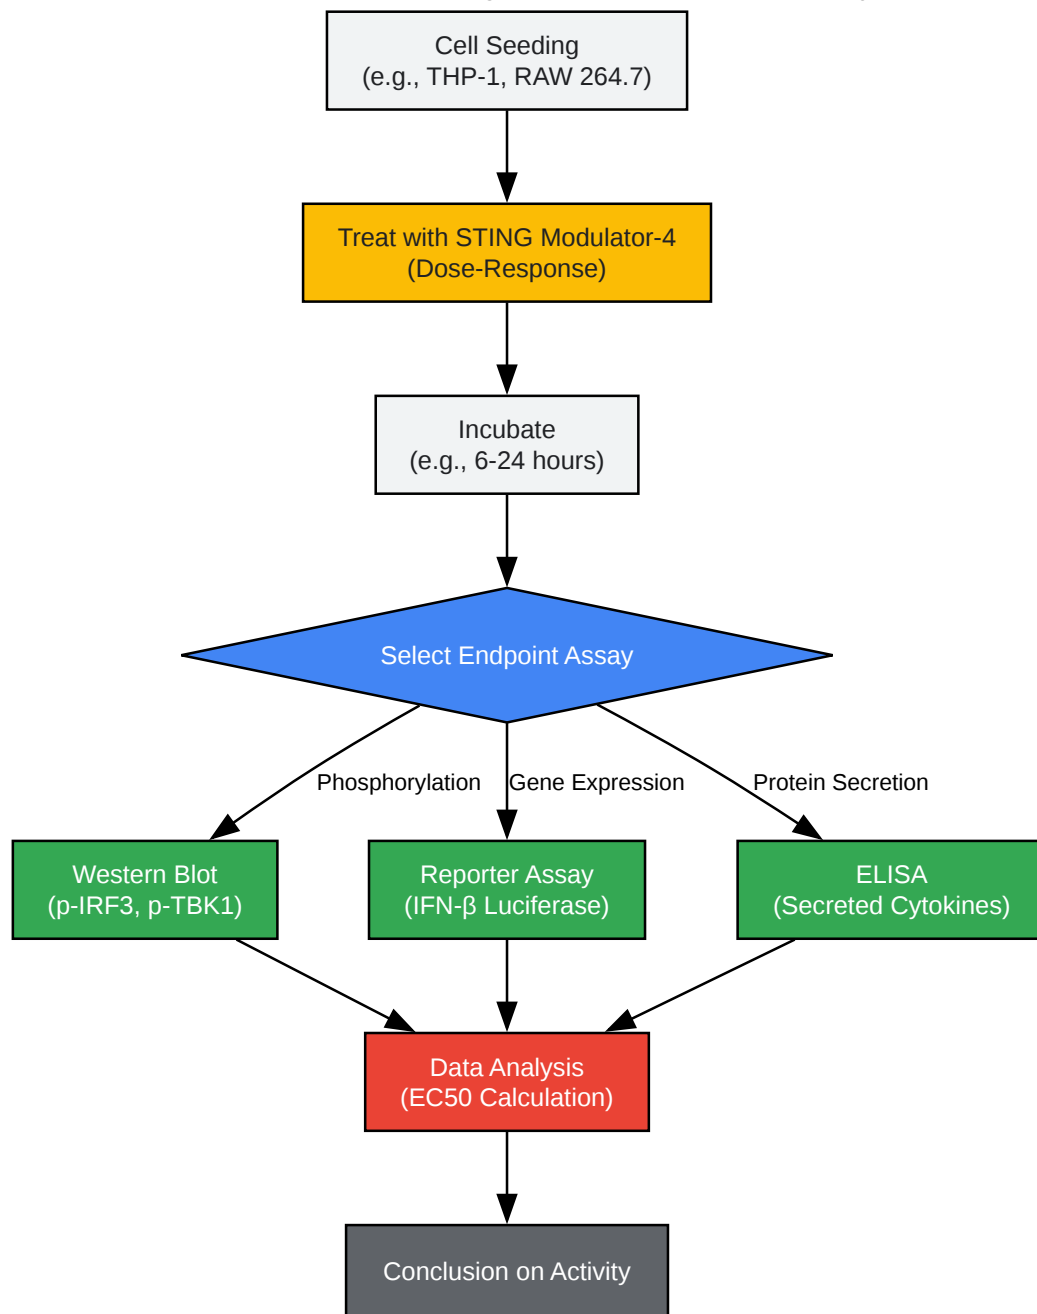 Cell Seeding
(e.g., THP-1, RAW 264.7)
Treat with STING Modulator-4
(Dose-Response)
Incubate
(e.g., 6-24 hours)
Select Endpoint Assay
Phosphorylation
Gene Expression
Protein Secretion
Western Blot
(p-IRF3, p-TBK1)
Reporter Assay
(IFN-β Luciferase)
ELISA
(Secreted Cytokines)
Data Analysis
(EC50 Calculation)
Conclusion on Activity